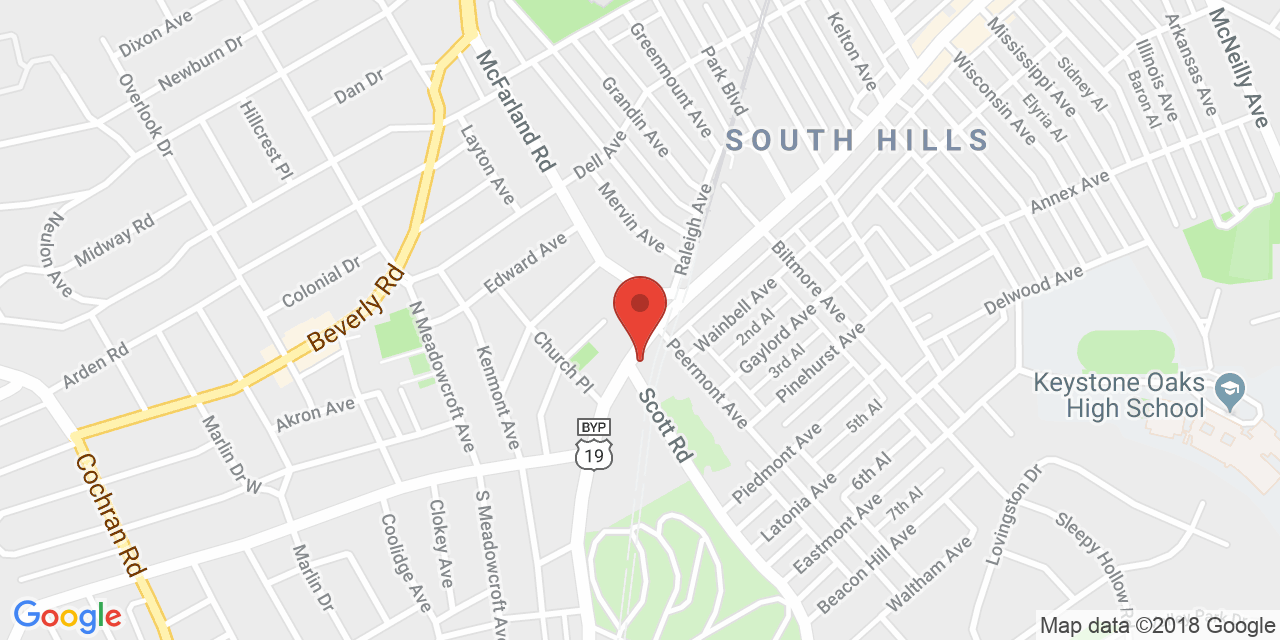 Dixon Ave
Newburn Dr
Overlook Dr
Dan Dr
Hillcrest Pl
Layton Ave
McFarland Rd
Greenmount Ave
Park Blvd
Kelton Ave
Grandin Ave
Dell Ave
Mervin Ave
SOUTH HILLS
Wisconsin Ave
Mississippi Ave
Sidney Al
Elyria Al
Illinois Ave
Baron Al
Arkansas Ave
McNeilly Ave
Neulon Ave
Midway Rd
Colonial Dr
Beverly Rd
Edward Ave
Raleigh Ave
Biltmore Ave
Annex Ave
Delwood Ave
Arden Rd
N Meadowcroft Ave
Kenmont Ave
Church Pl
Wainbell Ave
2nd Al
Gaylord Ave
3rd Al
Pinehurst Ave
Peermont Ave
Akron Ave
Marlin Dr W
Scott Rd
BYP
19
5th Al
Keystone Oaks
High School
Cochran Rd
Piedmont Ave
Latonia Ave
6th Al
Eastmont Ave
7th Al
Beacon Hill Ave
Waltham Ave
Lovingston Dr
Sleepy Hollow Rd
Marlin Dr
Coolidge Ave
Clokey Ave
S Meadowcroft Ave
Google
Map data ©2018 Google